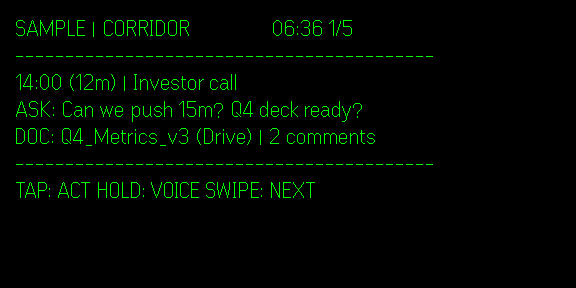 SAMPLE | CORRIDOR 06:36 1/5
------------------------------------------
14:00 (12m) | Investor call
ASK: Can we push 15m? Q4 deck ready?
DOC: Q4_Metrics_v3 (Drive) | 2 comments
------------------------------------------
TAP: ACT HOLD: VOICE SWIPE: NEXT